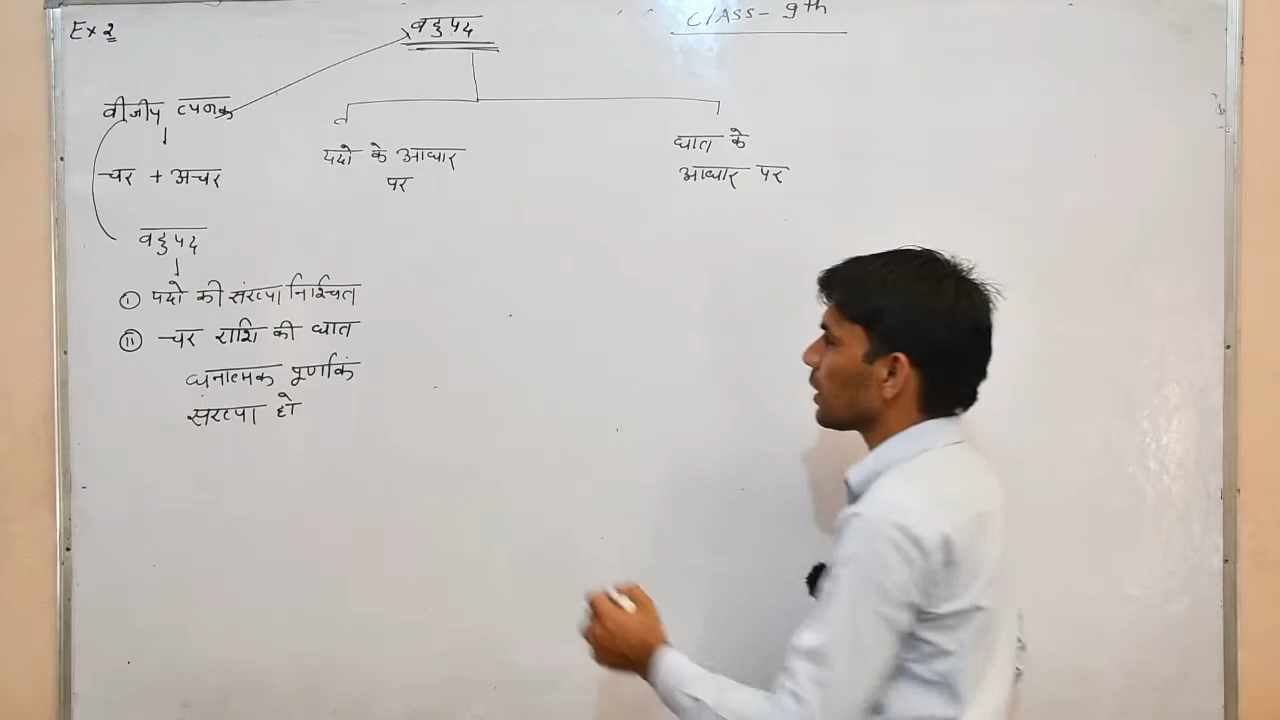 Ex 2
बहुपद
CLASS - 9th
बीजीय व्यंजक
चर + अचर
बहुपद
(i) पदो की संख्या निश्चित
(ii) चर राशि की घात
धनात्मक पूर्णांक
संख्या हो
पदो के आधार
पर
घात के
आधार पर